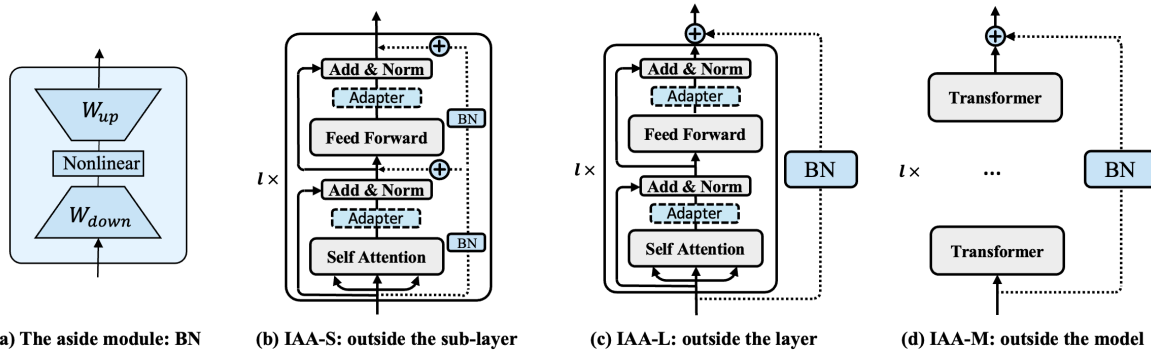 W_up
Nonlinear
W_down
a) The aside module: BN
l ×
Add & Norm
Adapter
Feed Forward
BN
Add & Norm
Adapter
BN
Self Attention
(b) IAA-S: outside the sub-layer
l ×
Add & Norm
Adapter
Feed Forward
BN
Add & Norm
Adapter
Self Attention
(c) IAA-L: outside the layer
Transformer
l ×
...
BN
Transformer
(d) IAA-M: outside the model